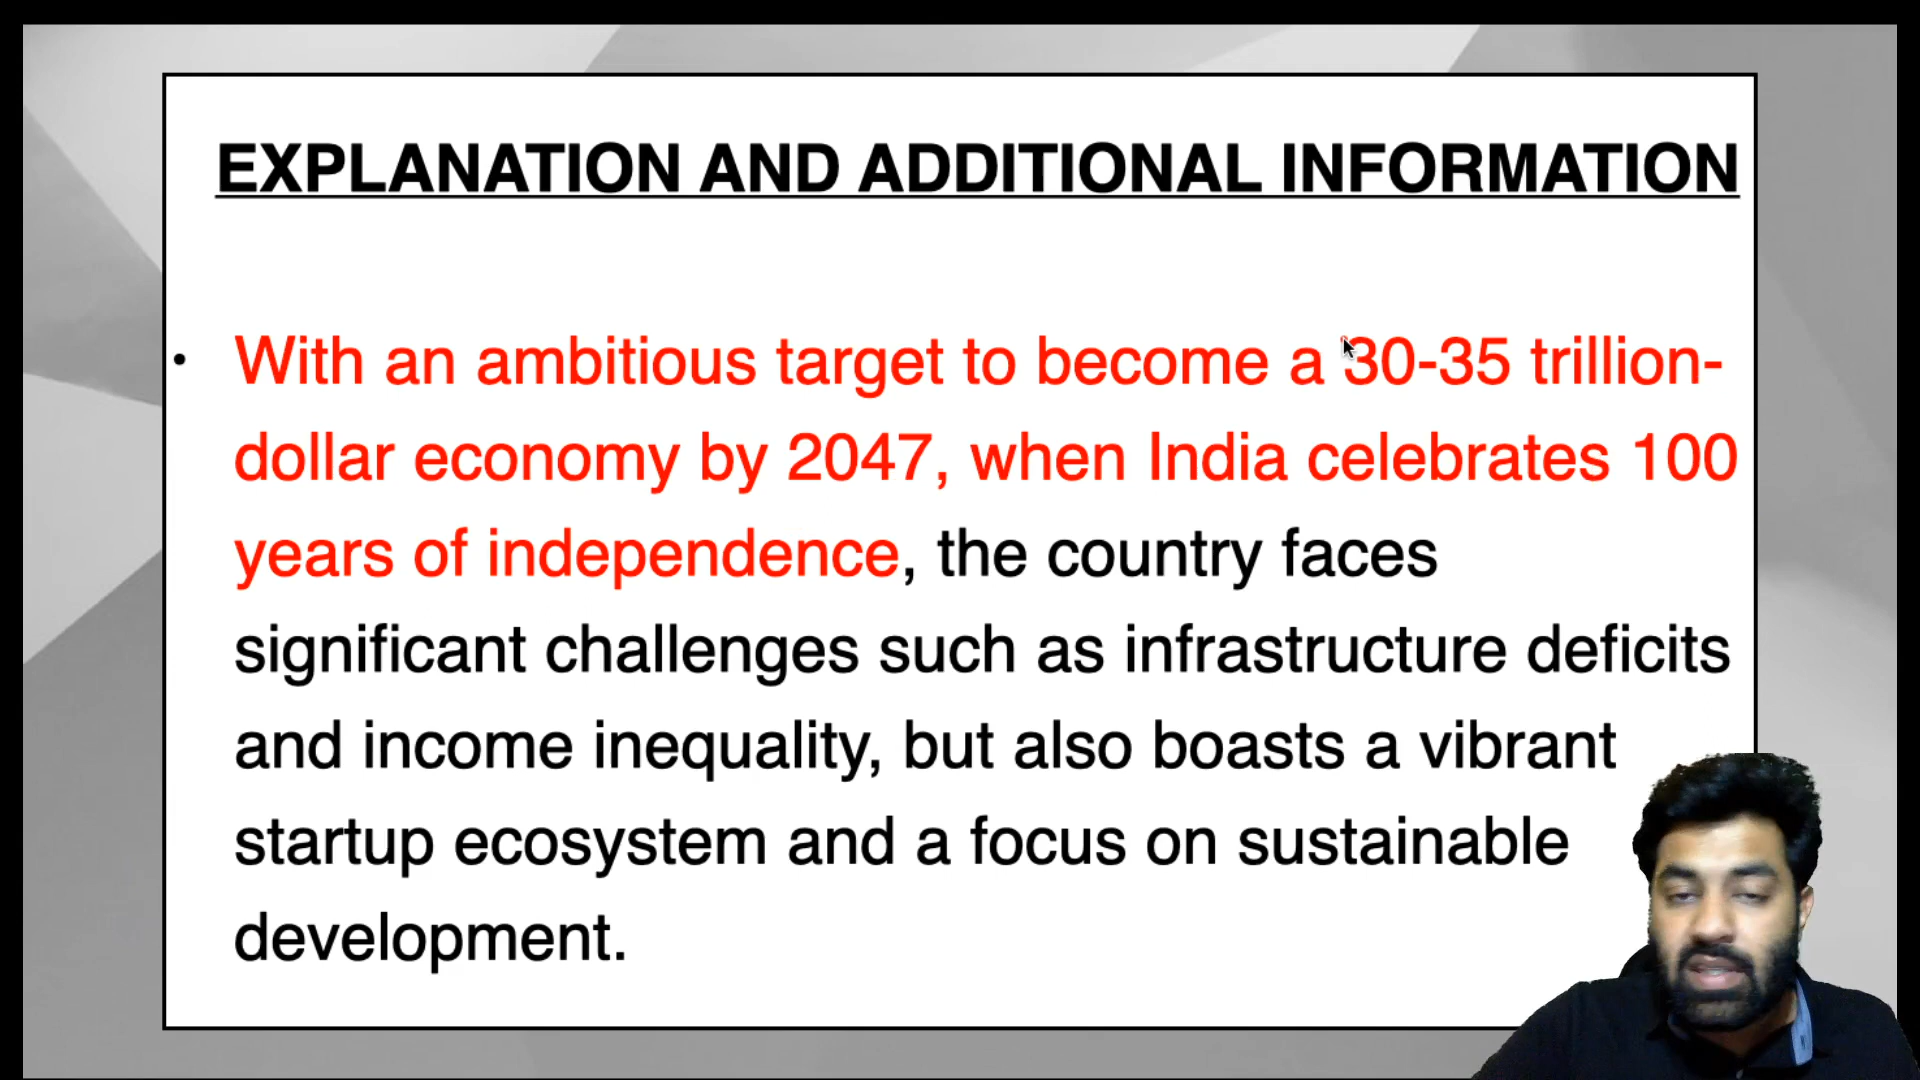 EXPLANATION AND ADDITIONAL INFORMATION
• With an ambitious target to become a 30-35 trillion-
dollar economy by 2047, when India celebrates 100
years of independence, the country faces
significant challenges such as infrastructure deficits
and income inequality, but also boasts a vibrant
startup ecosystem and a focus on sustainable
development.